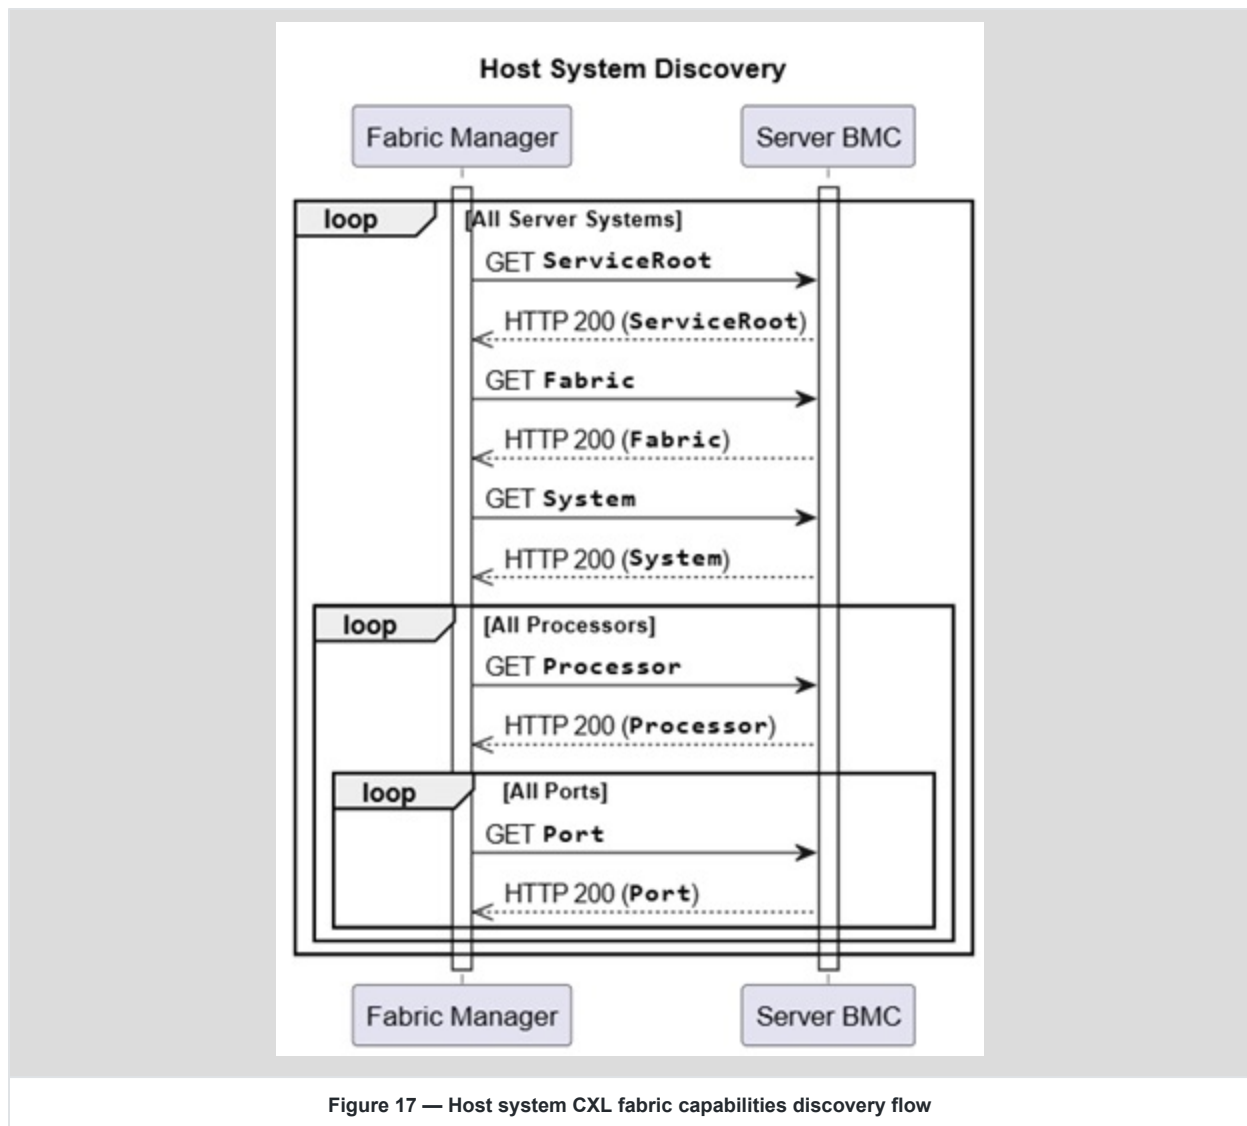 Host System Discovery
Fabric Manager Server BMC
loop [All Server Systems]
GET ServiceRoot
HTTP 200 (ServiceRoot)
GET Fabric
HTTP 200 (Fabric)
GET System
HTTP 200 (System)
loop [All Processors]
GET Processor
HTTP 200 (Processor)
loop [All Ports]
GET Port
HTTP 200 (Port)
Fabric Manager Server BMC
Figure 17 — Host system CXL fabric capabilities discovery flow